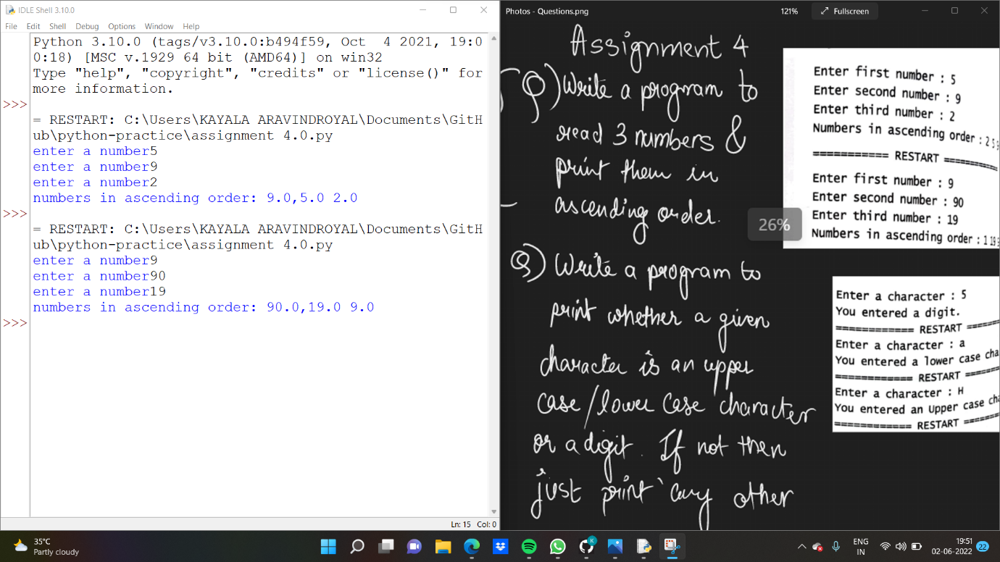 IDLE Shell 3.10.0
File Edit Shell Debug Options Window Help
Python 3.10.0 (tags/v3.10.0:b494f59, Oct  4 2021, 19:0
0:18) [MSC v.1929 64 bit (AMD64)] on win32
Type "help", "copyright", "credits" or "license()" for
more information.
>>>
= RESTART: C:\Users\KAYALA ARAVINDROYAL\Documents\GitH
ub\python-practice\assignment 4.0.py
enter a number5
enter a number9
enter a number2
numbers in ascending order: 9.0,5.0 2.0
>>>
= RESTART: C:\Users\KAYALA ARAVINDROYAL\Documents\GitH
ub\python-practice\assignment 4.0.py
enter a number9
enter a number90
enter a number19
numbers in ascending order: 90.0,19.0 9.0
>>>
Ln: 15 Col: 0
Photos - Questions.png
121%
Fullscreen
Assignment 4
Q) Write a program to
read 3 numbers &
print them in
ascending order.
Enter first number : 5
Enter second number : 9
Enter third number : 2
Numbers in ascending order : 2 5 9
=========== RESTART ==========
Enter first number : 9
Enter second number : 90
Enter third number : 19
Numbers in ascending order : 1 19
26%
Q) Write a program to
print whether a given
character is an upper
case/lower case character
or a digit. If not then
just print 'any other
Enter a character : 5
You entered a digit.
============ RESTART ======
Enter a character : a
You entered a lower case cha
============ RESTART ======
Enter a character : H
You entered an Upper case cha
============ RESTART ======
35°C
Partly cloudy
ENG
IN
19:51
02-06-2022
22